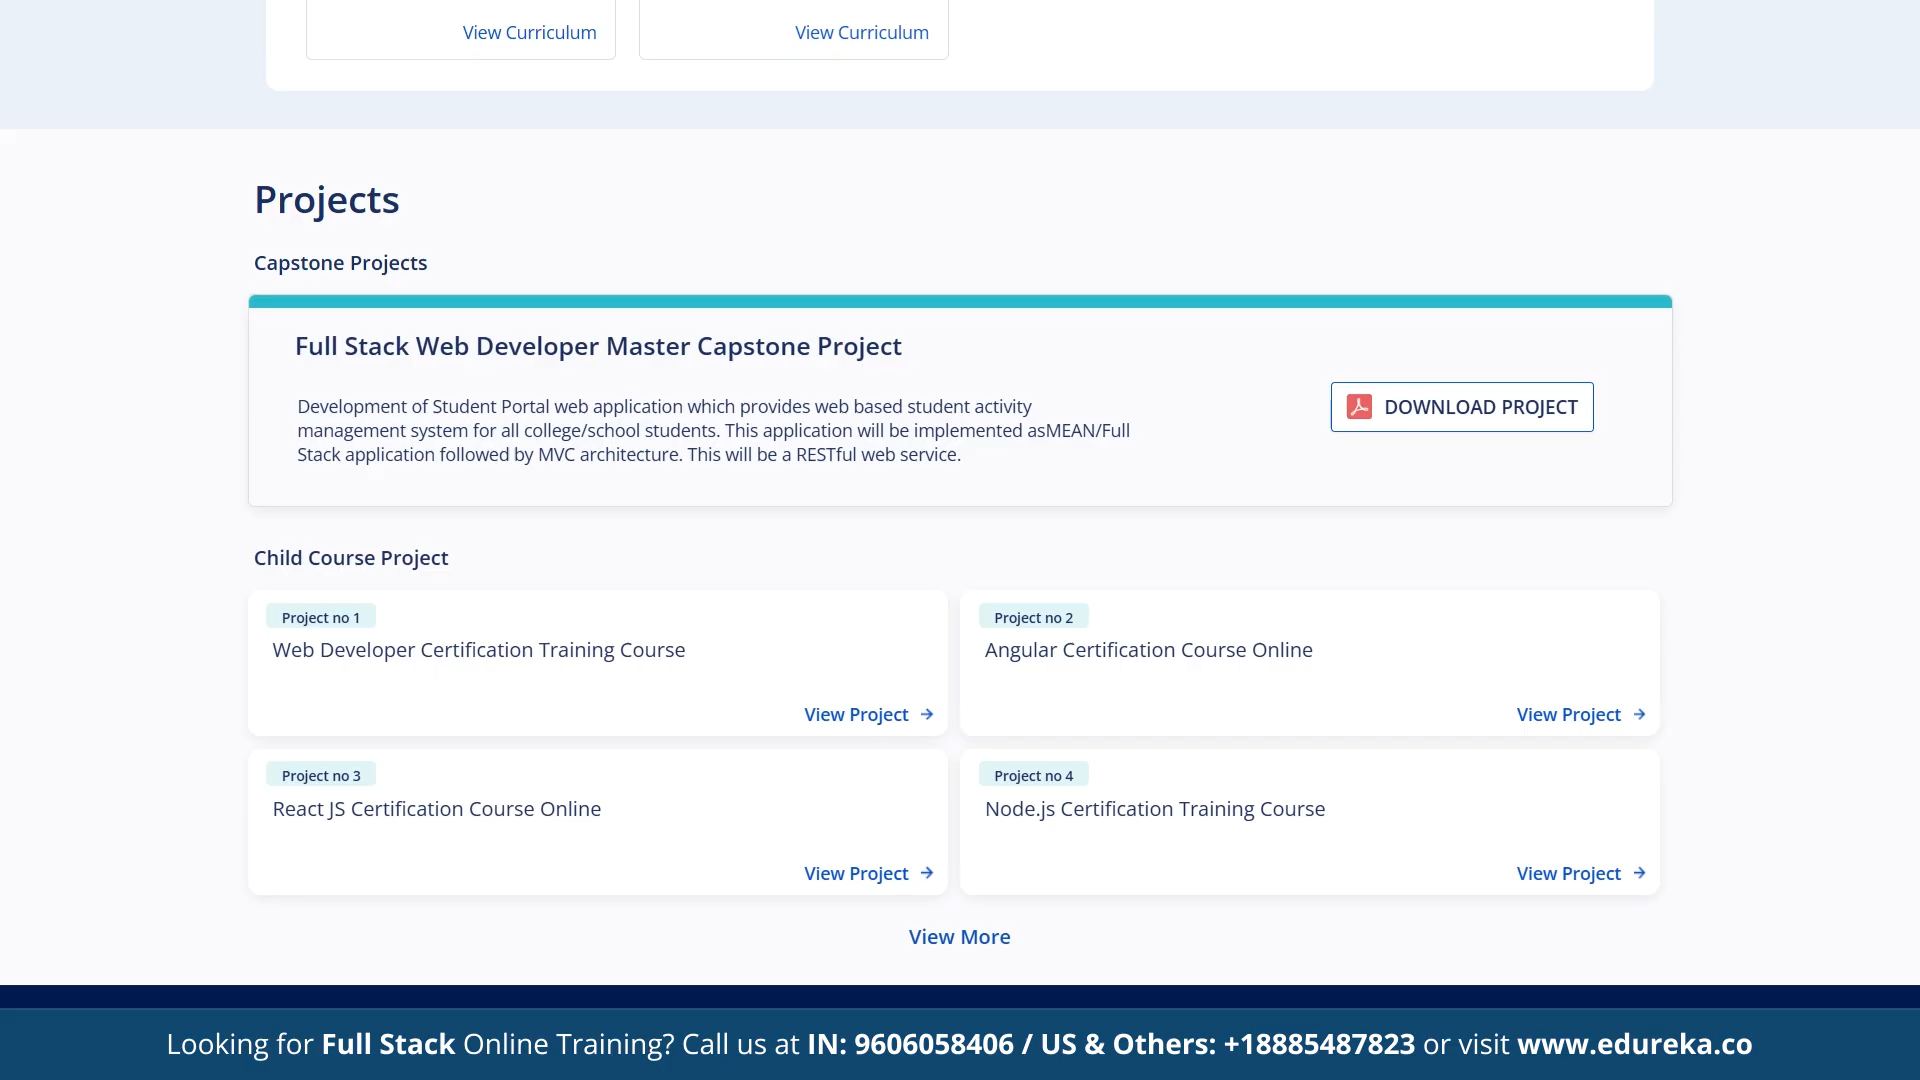 View Curriculum
View Curriculum
Projects
Capstone Projects
Full Stack Web Developer Master Capstone Project
Development of Student Portal web application which provides web based student activity
management system for all college/school students. This application will be implemented asMEAN/Full
Stack application followed by MVC architecture. This will be a RESTful web service.
DOWNLOAD PROJECT
Child Course Project
Project no 1
Web Developer Certification Training Course
View Project
Project no 2
Angular Certification Course Online
View Project
Project no 3
React JS Certification Course Online
View Project
Project no 4
Node.js Certification Training Course
View Project
View More
Looking for Full Stack Online Training? Call us at IN: 9606058406 / US & Others: +18885487823 or visit www.edureka.co